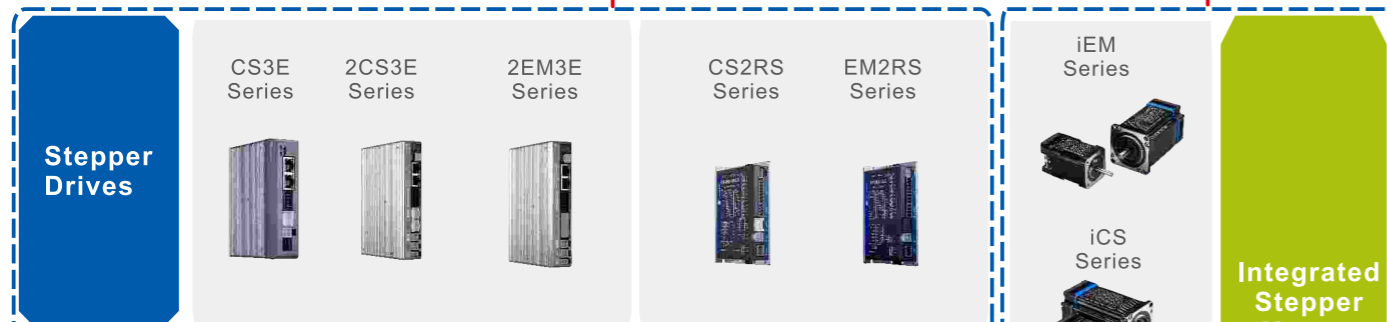 Stepper
Drives
CS3E
Series
2CS3E
Series
2EM3E
Series
CS2RS
Series
EM2RS
Series
iEM
Series
iCS
Series
Integrated
Stepper